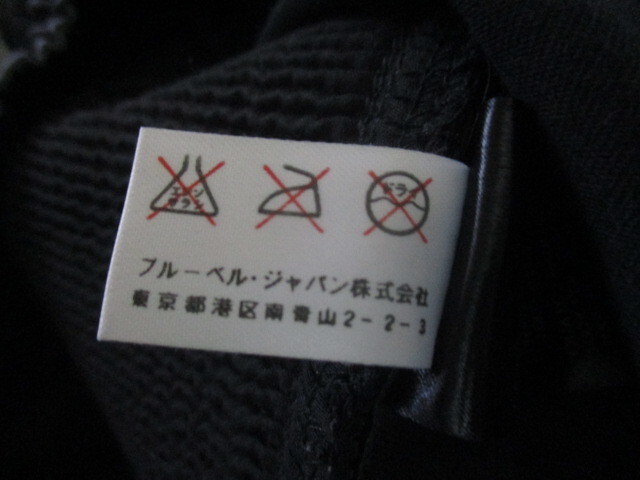 エンソ
サラシ
ドライ
ブルーベル・ジャパン株式会社
東京都港区南青山2-2-3